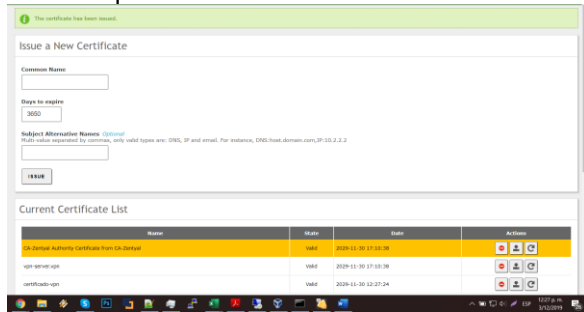 The certificate has been issued.
Issue a New Certificate
Common Name
Days to expire
3650
Subject Alternative Names Optional
Multi-value separated by commas, only valid types are: DNS, IP and email. For instance, DNS:host.domain.com,IP:10.2.2.2
ISSUE
Current Certificate List
Name State Date Actions
CA-Zentyal Authority Certificate from CA-Zentyal Valid 2029-11-30 17:10:38
vpn-server.vpn Valid 2029-11-30 17:10:38
certificado-vpn Valid 2029-11-30 12:27:24
ESP 12:27 p. m.
3/12/2019